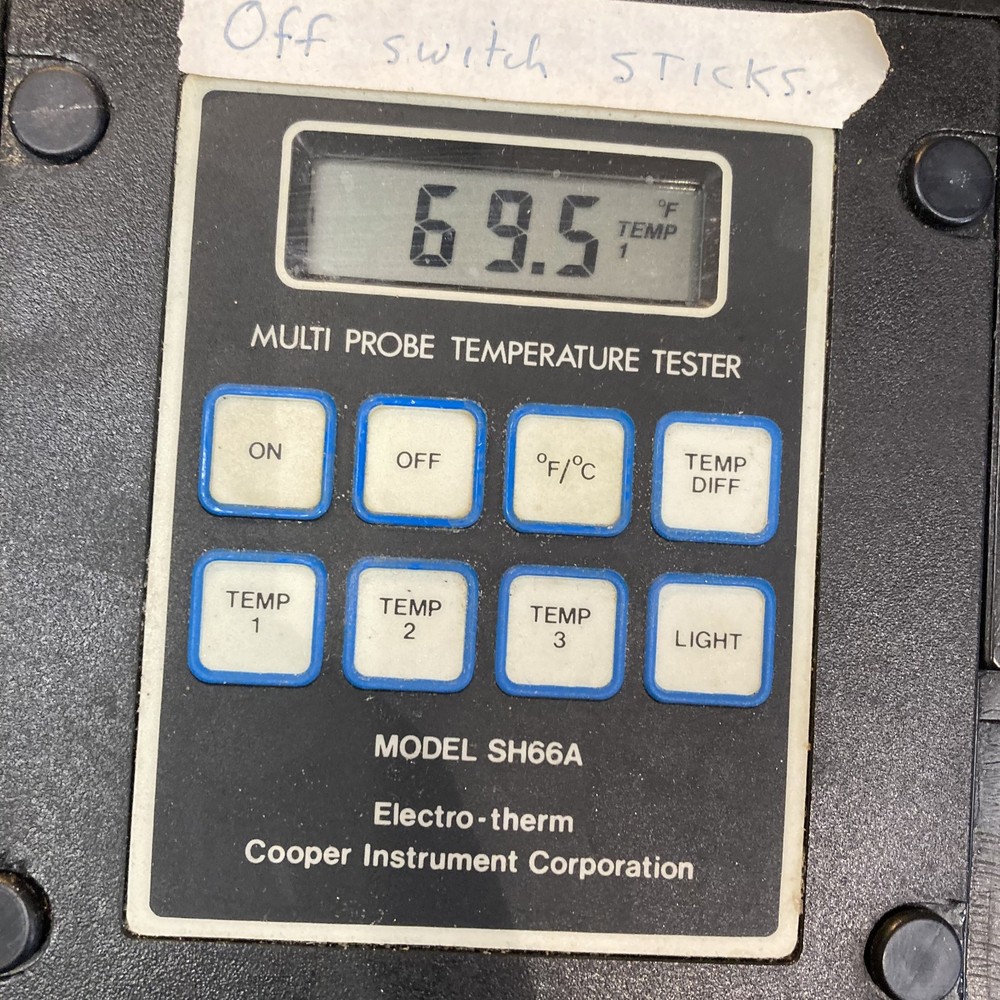 Off switch STICKS.
69.5 °F
TEMP
1
MULTI PROBE TEMPERATURE TESTER
ON OFF °F/°C TEMP DIFF
TEMP 1 TEMP 2 TEMP 3 LIGHT
MODEL SH66A
Electro-therm
Cooper Instrument Corporation